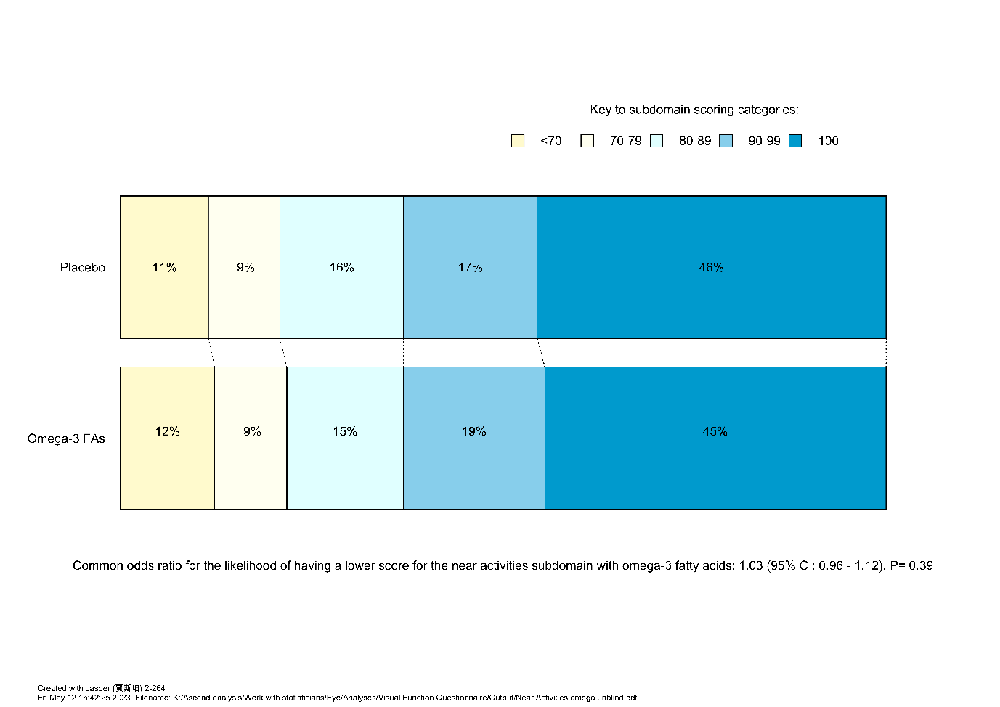 Key to subdomain scoring categories:
<70 70-79 80-89 90-99 100
Placebo 11% 9% 16% 17% 46%
Omega-3 FAs 12% 9% 15% 19% 45%
Common odds ratio for the likelihood of having a lower score for the near activities subdomain with omega-3 fatty acids: 1.03 (95% CI: 0.96 - 1.12), P= 0.39
Created with Jasper (賈斯珀) 2-264
Fri May 12 15:42:25 2023. Filename: K:/Ascend analysis/Work with statisticians/Eye/Analyses/Visual Function Questionnaire/Output/Near Activities omega unblind.pdf